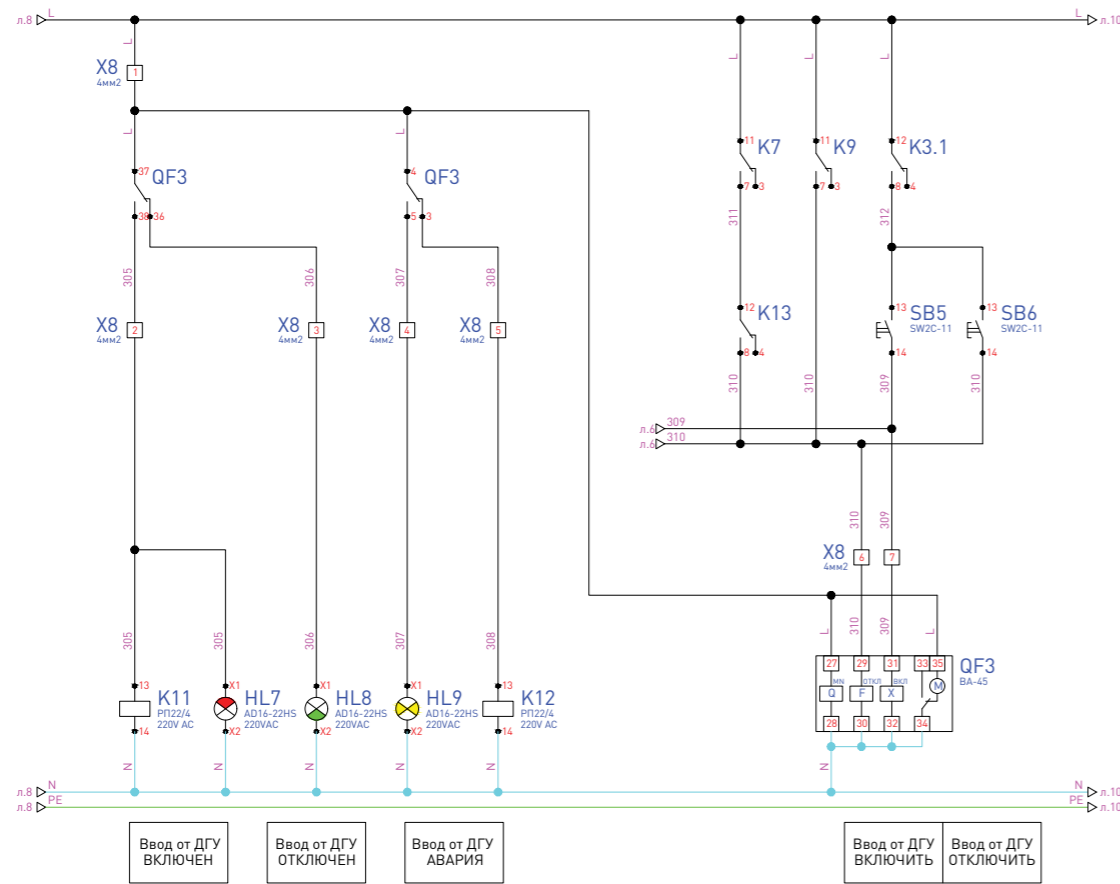 л.8 L
L л.10
L
X8 1
4мм2
L
L
L
L
L
37 QF3
38 36
4 QF3
5 3
11 K7
7 3
11 K9
7 3
12 K3.1
8 4
311
312
305
306
307
308
X8 2
4мм2
X8 3
4мм2
X8 4
4мм2
X8 5
4мм2
12 K13
8 4
13 SB5
SW2C-11
14
13 SB6
SW2C-11
14
310
310
309
310
л.6 309
л.6 310
310
309
X8 6 7
4мм2
305
305
306
307
308
L
310
309
L
13 K11
РП22/4
220V AC
14
X1 HL7
AD16-22HS
220VAC
X2
X1 HL8
AD16-22HS
220VAC
X2
X1 HL9
AD16-22HS
220VAC
X2
13 K12
РП22/4
220V AC
14
27 29 31 33 35 QF3
BA-45
Q MN F ОТКЛ X ВКЛ M
28 30 32 34
N
N
N
N
N
N
л.8 N
N л.10
л.8 PE
PE л.10
Ввод от ДГУ
ВКЛЮЧЕН
Ввод от ДГУ
ОТКЛЮЧЕН
Ввод от ДГУ
АВАРИЯ
Ввод от ДГУ
ВКЛЮЧИТЬ
Ввод от ДГУ
ОТКЛЮЧИТЬ